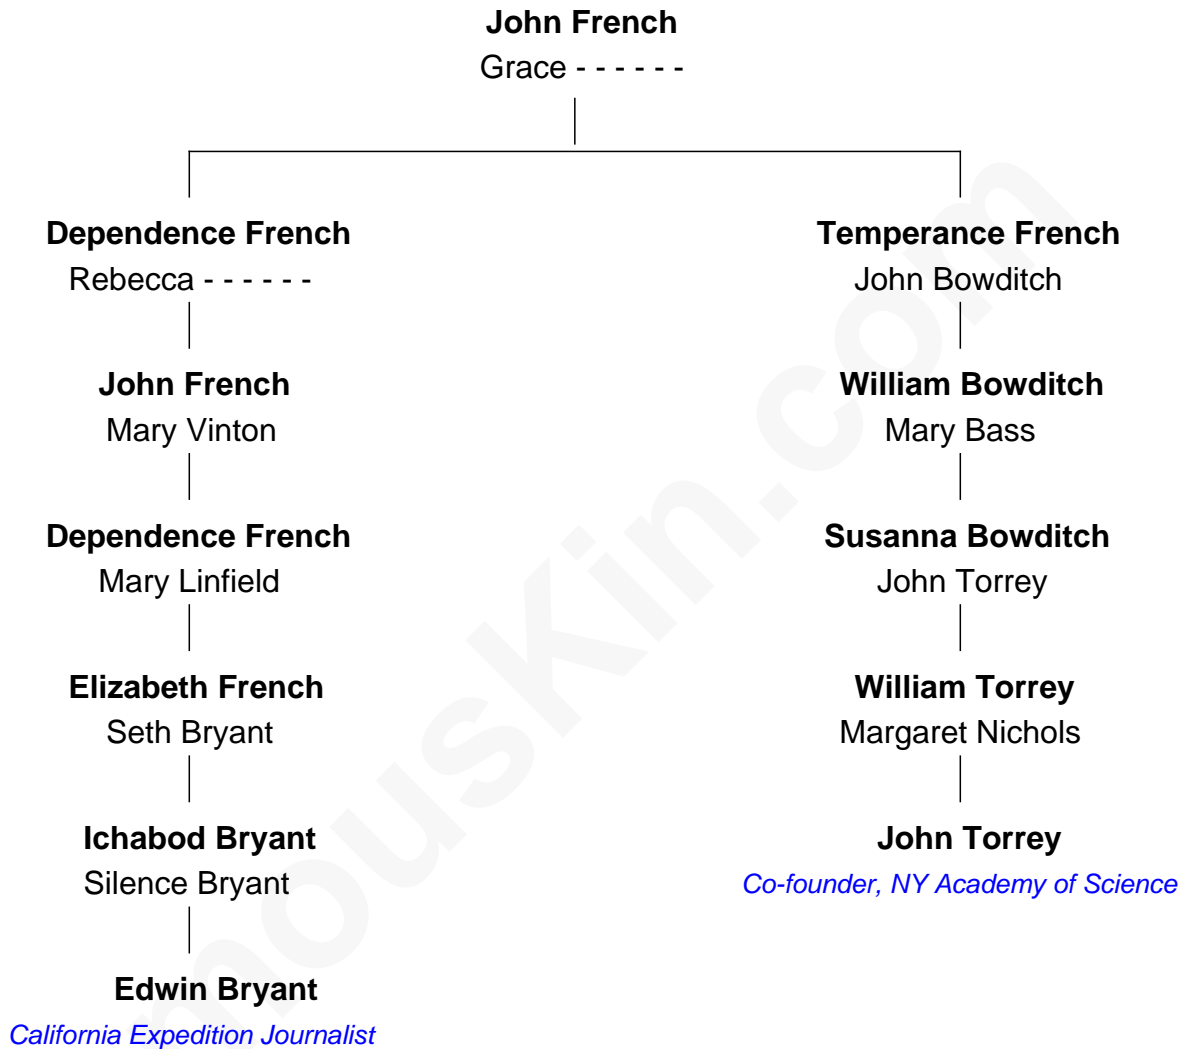 John French
Grace - - - - - -
Dependence French
Rebecca - - - - - -
Temperance French
John Bowditch
John French
Mary Vinton
William Bowditch
Mary Bass
Dependence French
Mary Linfield
Susanna Bowditch
John Torrey
Elizabeth French
Seth Bryant
William Torrey
Margaret Nichols
Ichabod Bryant
Silence Bryant
John Torrey
Co-founder, NY Academy of Science
Edwin Bryant
California Expedition Journalist
mousKin.com